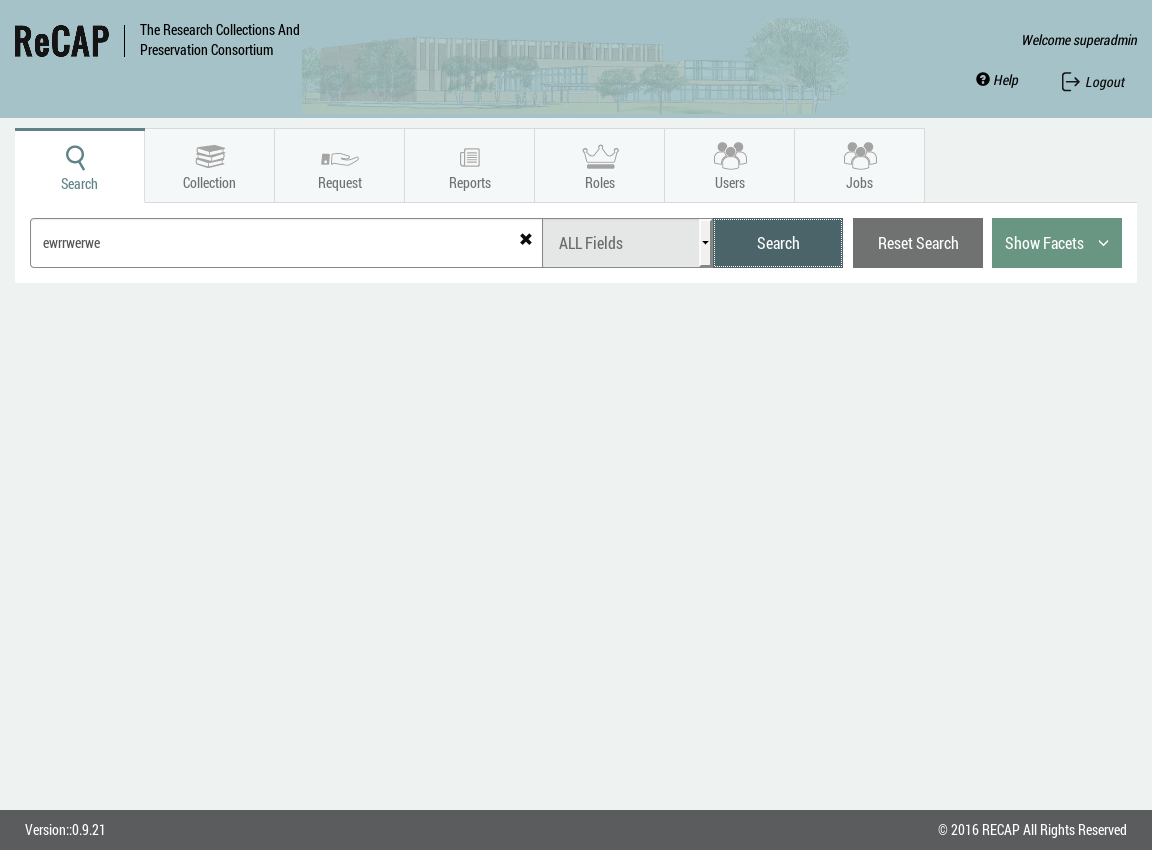 ReCAP
The Research Collections And
Preservation Consortium
Welcome superadmin
Help
Logout
Search
Collection
Request
Reports
Roles
Users
Jobs
ewrrwerwe
ALL Fields
Search
Reset Search
Show Facets
Version::0.9.21
© 2016 RECAP All Rights Reserved